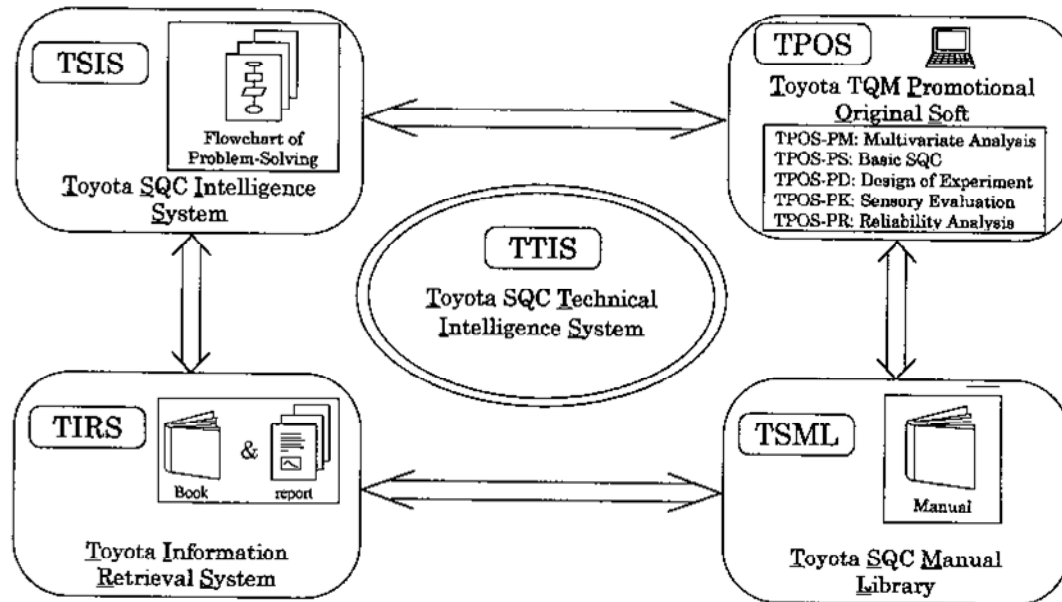 TSIS
Flowchart of
Problem-Solving
Toyota SQC Intelligence
System
TPOS
Toyota TQM Promotional
Original Soft
TPOS-PM: Multivariate Analysis
TPOS-PS: Basic SQC
TPOS-PD: Design of Experiment
TPOS-PK: Sensory Evaluation
TPOS-PR: Reliability Analysis
TTIS
Toyota SQC Technical
Intelligence System
TIRS
Book
&
report
Toyota Information
Retrieval System
TSML
Manual
Toyota SQC Manual
Library